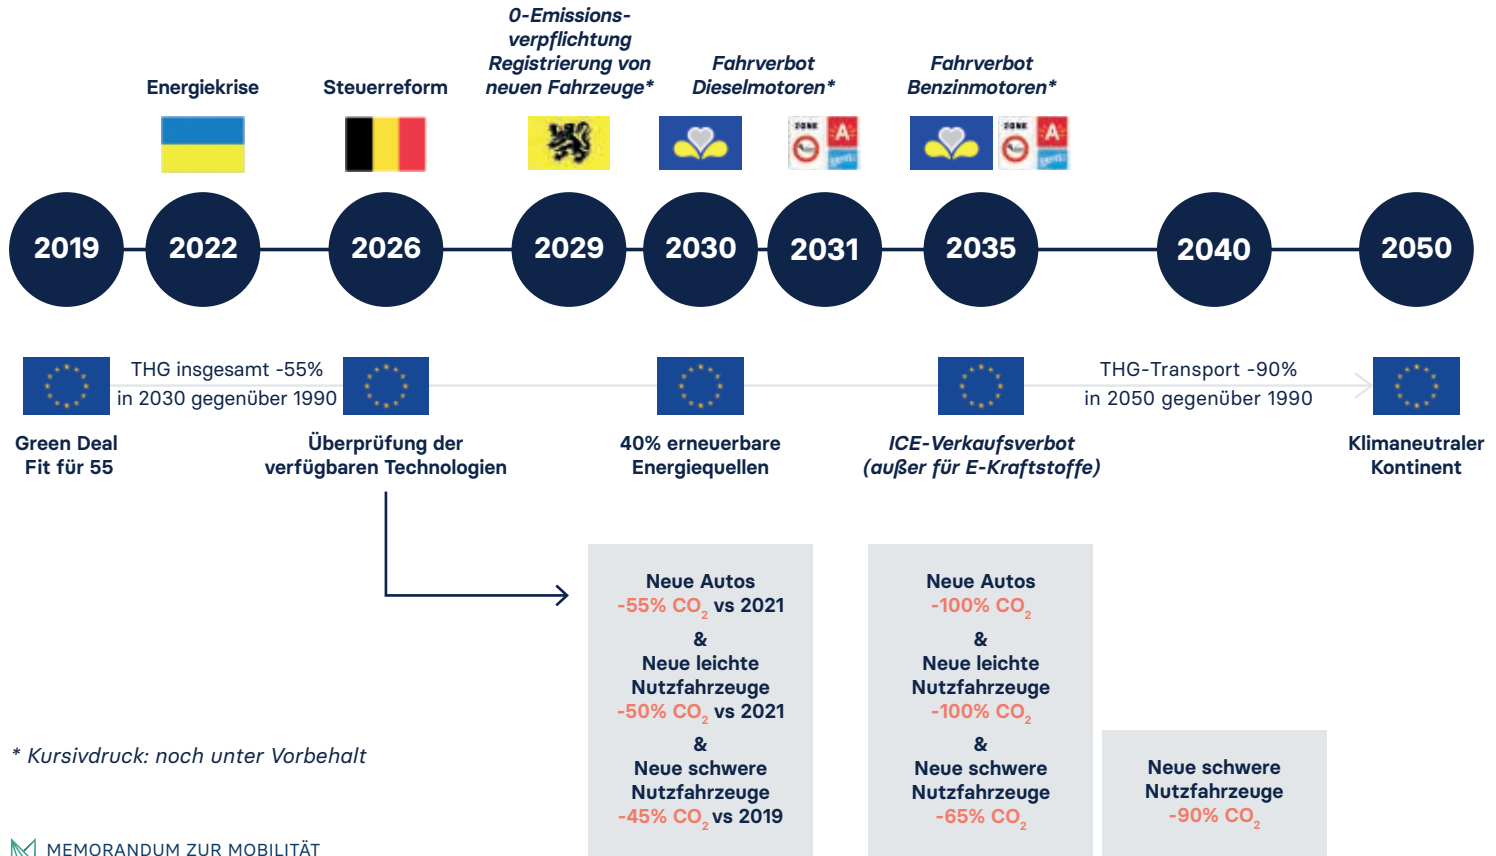 0-Emissions-
verpflichtung
Registrierung von
neuen Fahrzeuge*
Energiekrise
Steuerreform
Fahrverbot
Dieselmotoren*
Fahrverbot
Benzinmotoren*
ZONE
A
ZONE
A
2019
2022
2026
2029
2030
2031
2035
2040
2050
THG insgesamt -55%
in 2030 gegenüber 1990
THG-Transport -90%
in 2050 gegenüber 1990
Green Deal
Fit für 55
Überprüfung der
verfügbaren Technologien
40% erneuerbare
Energiequellen
ICE-Verkaufsverbot
(außer für E-Kraftstoffe)
Klimaneutraler
Kontinent
Neue Autos
-55% CO₂ vs 2021
&
Neue leichte
Nutzfahrzeuge
-50% CO₂ vs 2021
&
Neue schwere
Nutzfahrzeuge
-45% CO₂ vs 2019
Neue Autos
-100% CO₂
&
Neue leichte
Nutzfahrzeuge
-100% CO₂
&
Neue schwere
Nutzfahrzeuge
-65% CO₂
Neue schwere
Nutzfahrzeuge
-90% CO₂
* Kursivdruck: noch unter Vorbehalt
MEMORANDUM ZUR MOBILITÄT